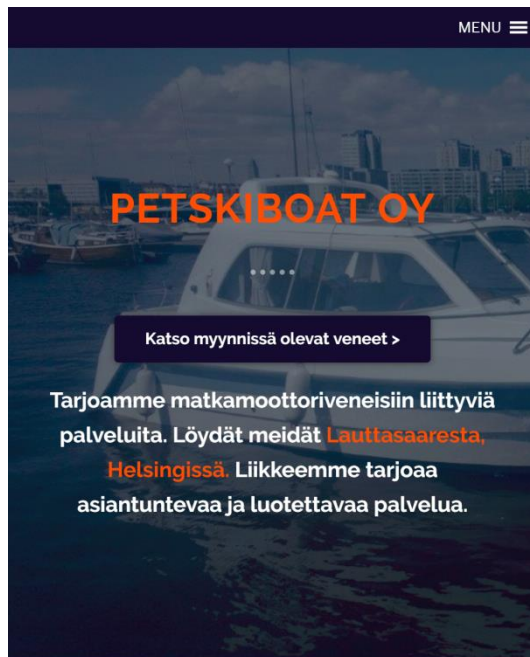 MENU
PETSKIBOAT OY
Katso myynnissä olevat veneet >
Tarjoamme matkamoottoriveneisiin liittyviä
palveluita. Löydät meidät Lauttasaaresta,
Helsingissä. Liikkeemme tarjoaa
asiantuntevaa ja luotettavaa palvelua.